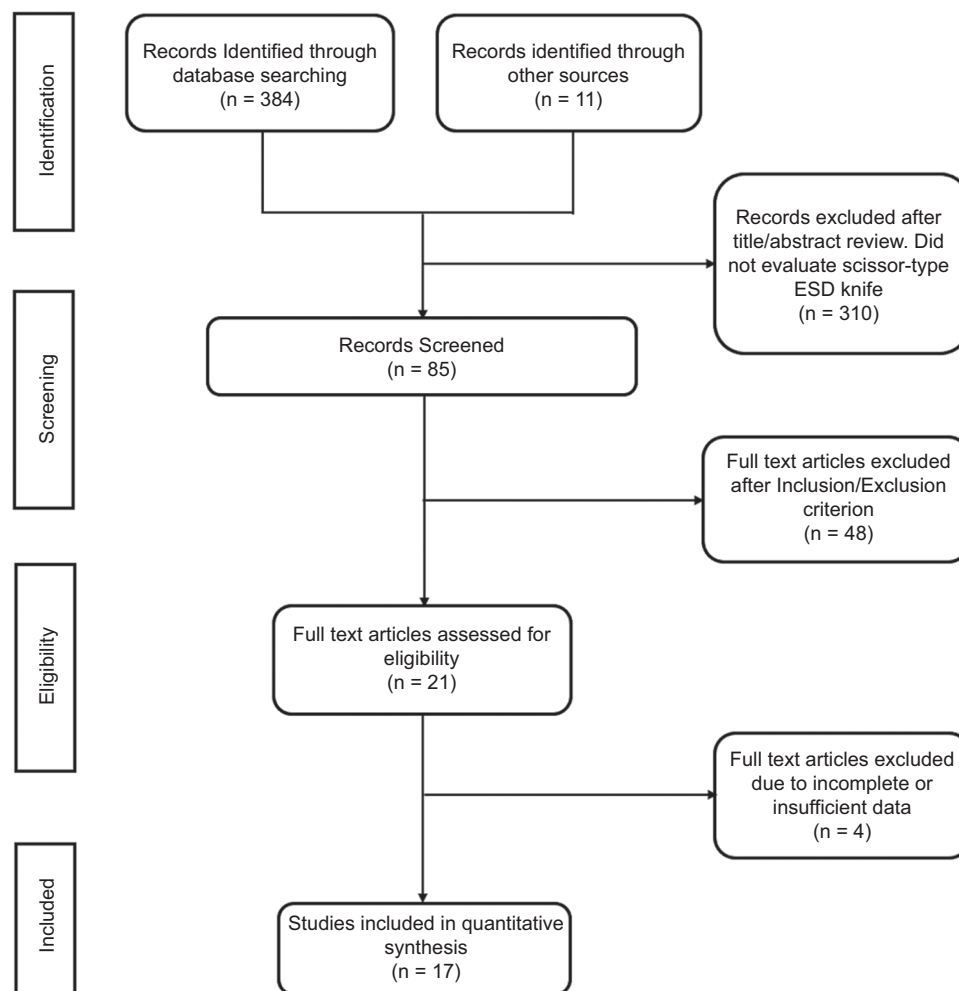 Identification
Records Identified through
database searching
(n = 384)
Records identified through
other sources
(n = 11)
Records excluded after
title/abstract review. Did
not evaluate scissor-type
ESD knife
(n = 310)
Screening
Records Screened
(n = 85)
Full text articles excluded
after Inclusion/Exclusion
criterion
(n = 48)
Eligibility
Full text articles assessed for
eligibility
(n = 21)
Full text articles excluded
due to incomplete or
insufficient data
(n = 4)
Included
Studies included in quantitative
synthesis
(n = 17)